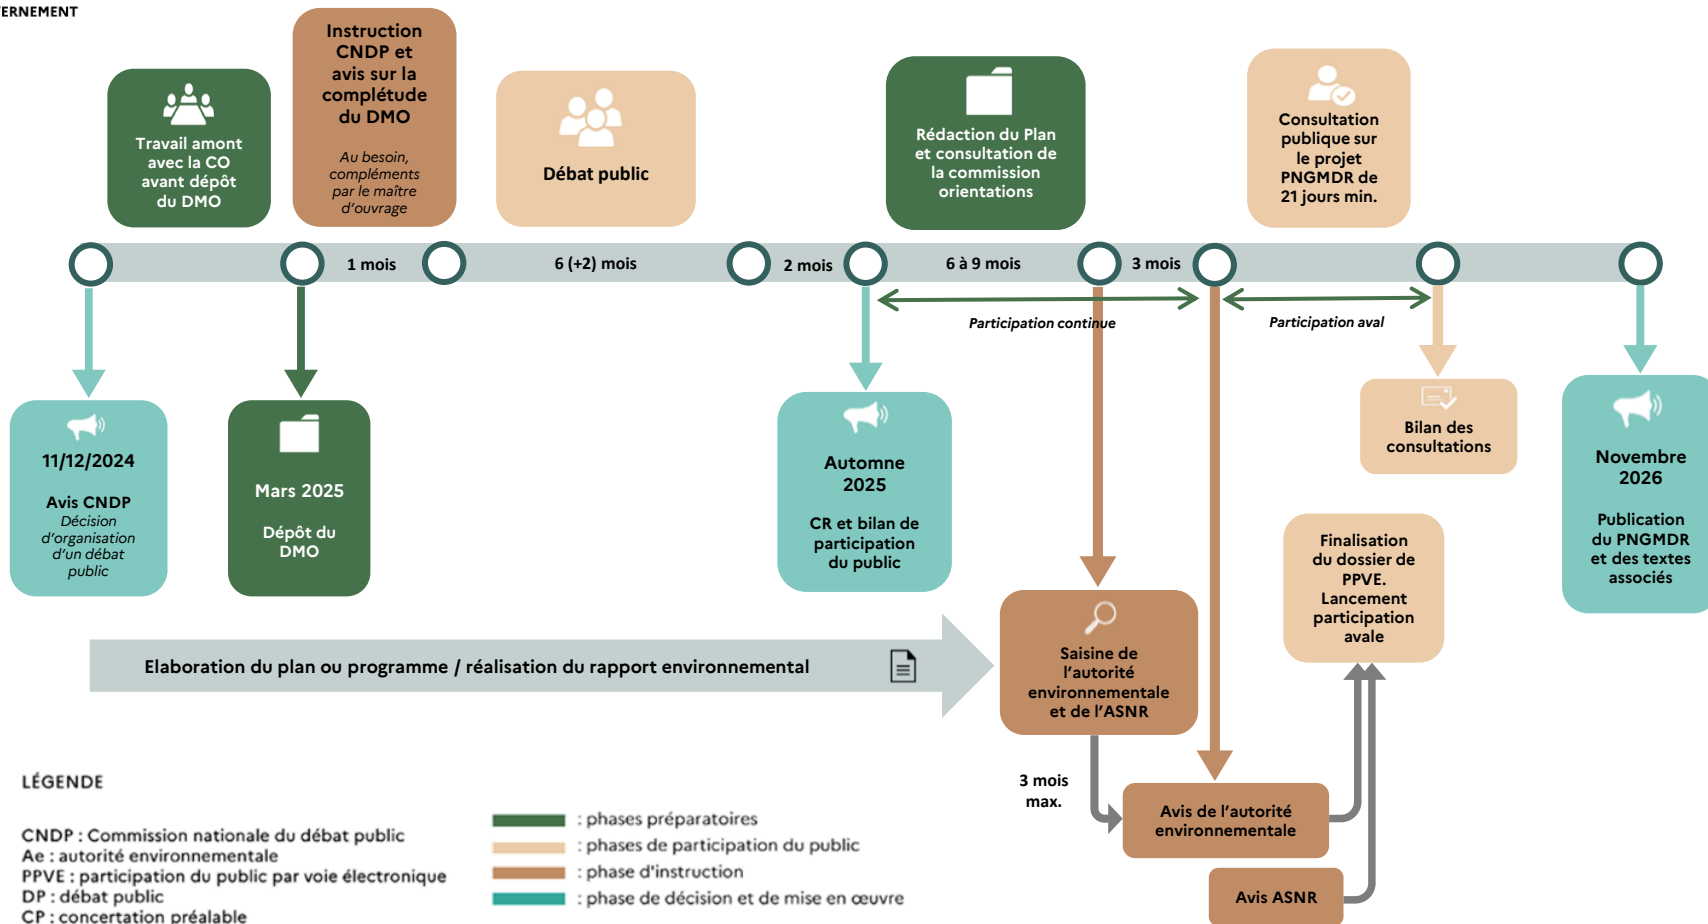 Travail amont
avec la CO
avant dépôt
du DMO
Instruction
CNDP et
avis sur la
complétude
du DMO
Au besoin,
compléments
par le maître
d'ouvrage
Débat public
Rédaction du Plan
et consultation de
la commission
orientations
Consultation
publique sur
le projet
PNGMDR de
21 jours min.
1 mois
6 (+2) mois
2 mois
6 à 9 mois
3 mois
Participation continue
Participation aval
11/12/2024
Avis CNDP
Décision
d'organisation
d'un débat
public
Mars 2025
Dépôt du
DMO
Automne
2025
CR et bilan de
participation
du public
Bilan des
consultations
Novembre
2026
Publication
du PNGMDR
et des textes
associés
Finalisation
du dossier de
PPVE.
Lancement
participation
avale
Elaboration du plan ou programme / réalisation du rapport environnemental
Saisine de
l'autorité
environnementale
et de l'ASNR
3 mois
max.
Avis de l'autorité
environnementale
Avis ASNR
LÉGENDE
CNDP : Commission nationale du débat public
Ae : autorité environnementale
PPVE : participation du public par voie électronique
DP : débat public
CP : concertation préalable
: phases préparatoires
: phases de participation du public
: phase d'instruction
: phase de décision et de mise en œuvre